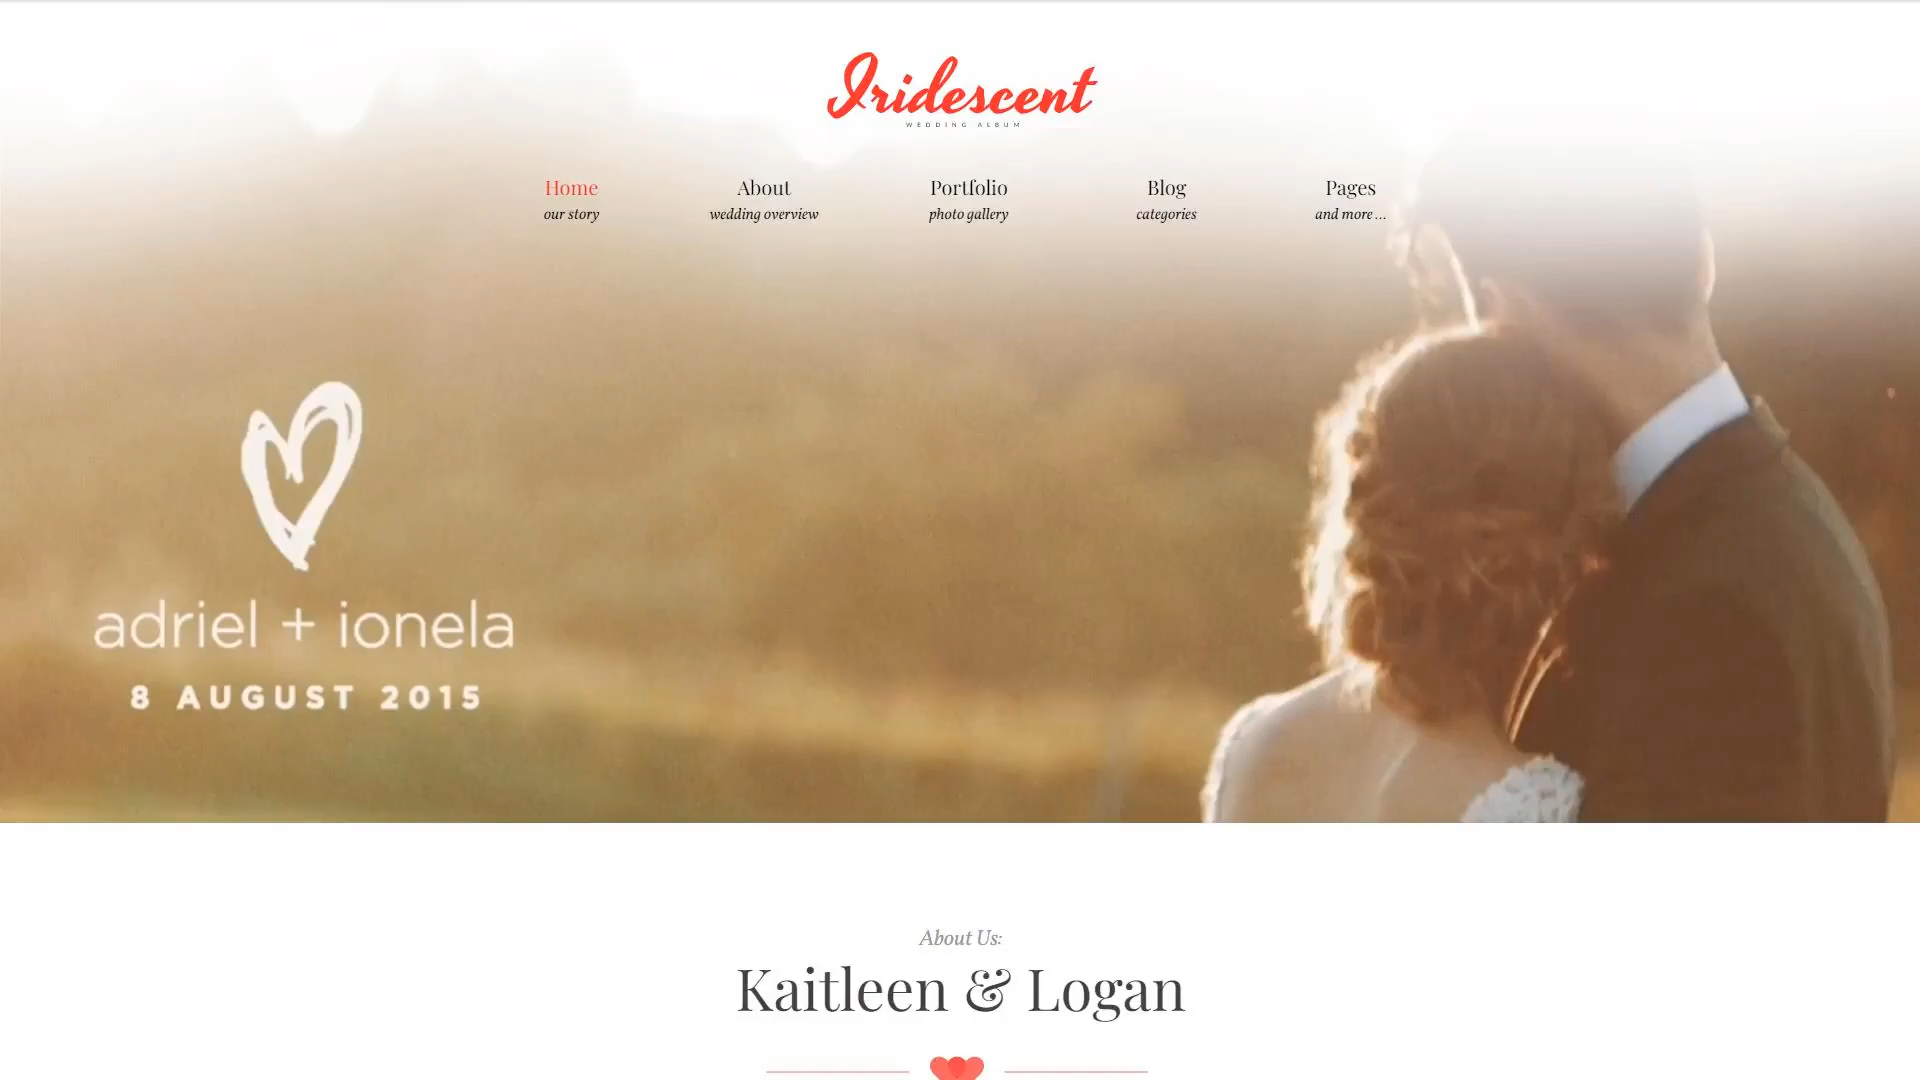 Iridescent
WEDDING ALBUM
Home
our story
About
wedding overview
Portfolio
photo gallery
Blog
categories
Pages
and more ...
adriel + ionela
8 AUGUST 2015
About Us:
Kaitleen & Logan